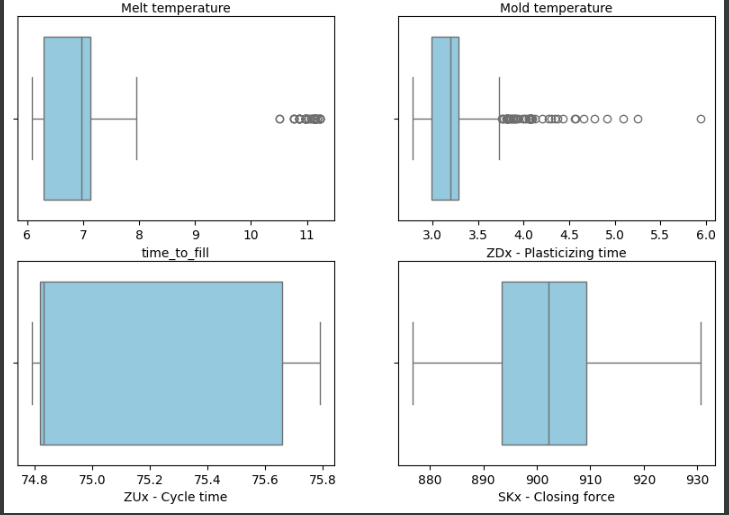 Melt temperature
Mold temperature
6 7 8 9 10 11
3.0 3.5 4.0 4.5 5.0 5.5 6.0
time_to_fill
ZDx - Plasticizing time
74.8 75.0 75.2 75.4 75.6 75.8
880 890 900 910 920 930
ZUx - Cycle time
SKx - Closing force